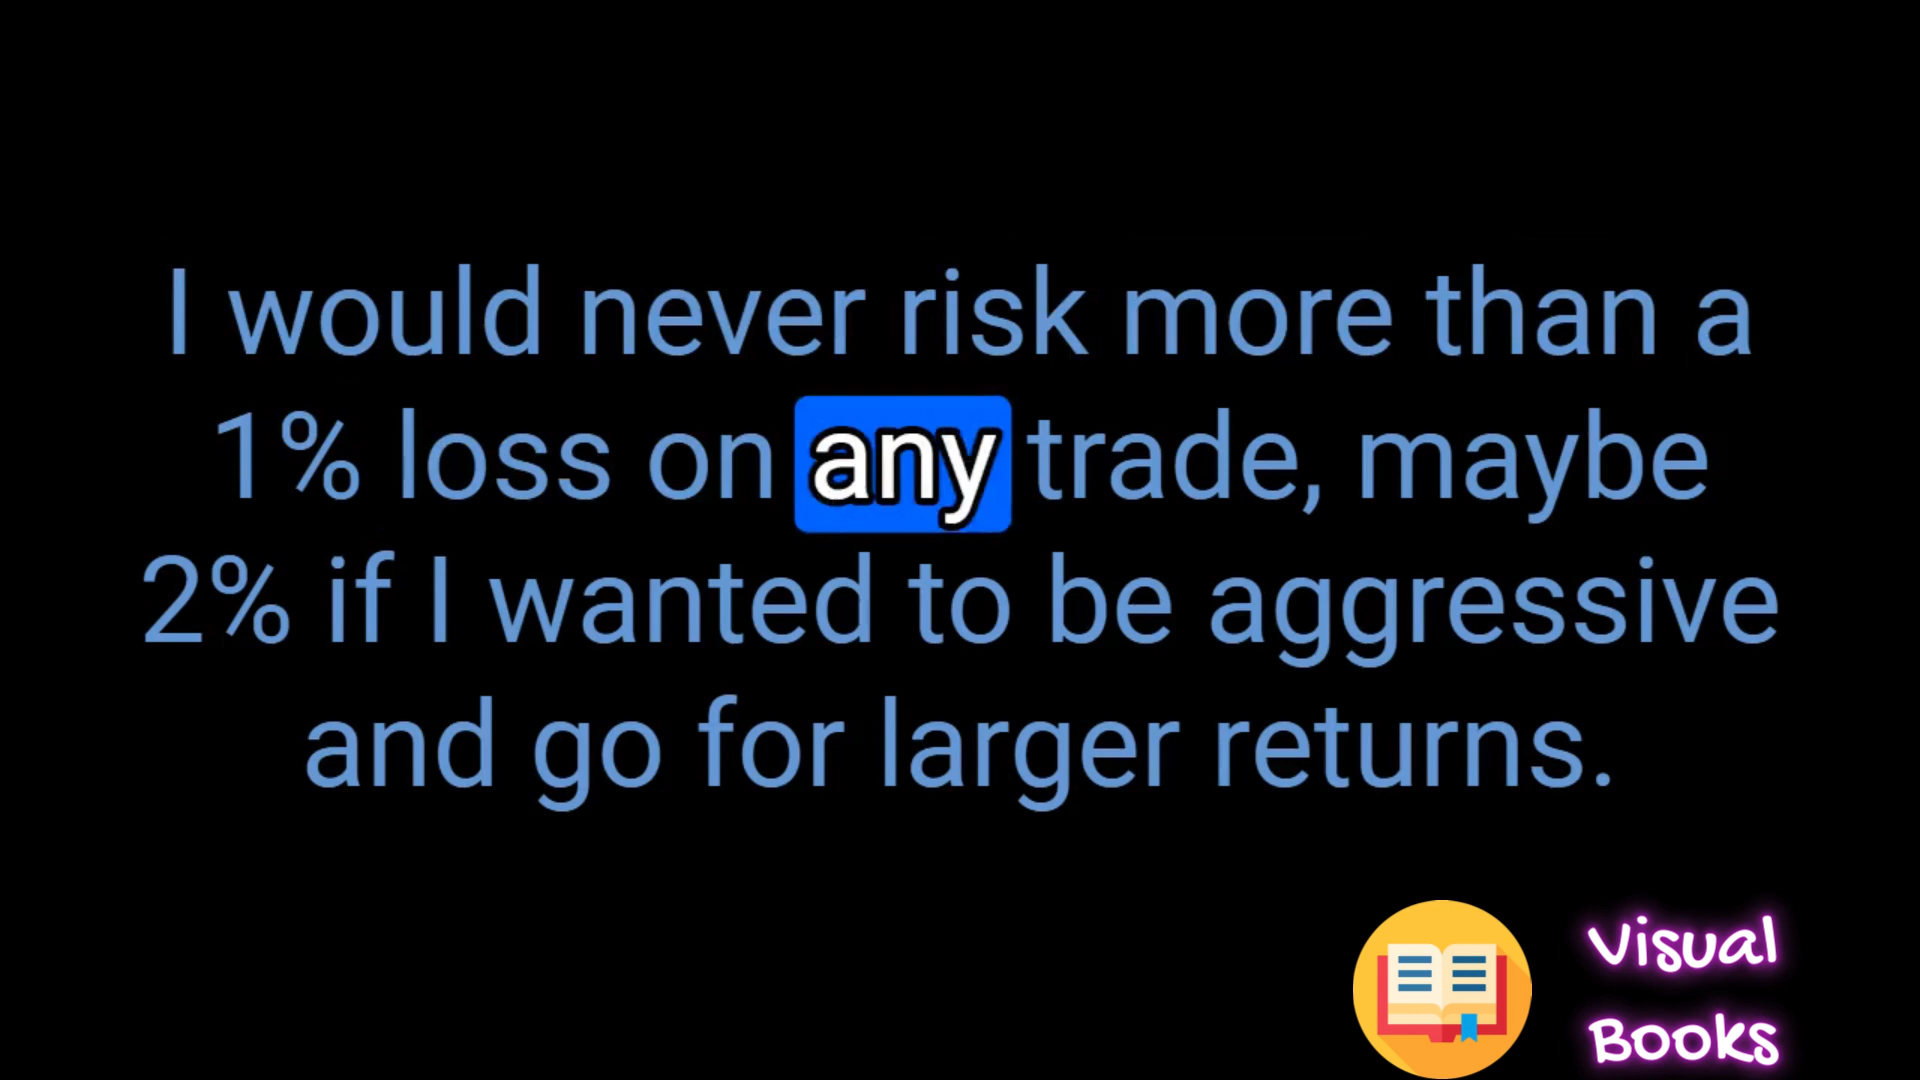 I would never risk more than a
1% loss on any trade, maybe
2% if I wanted to be aggressive
and go for larger returns.
Visual
Books